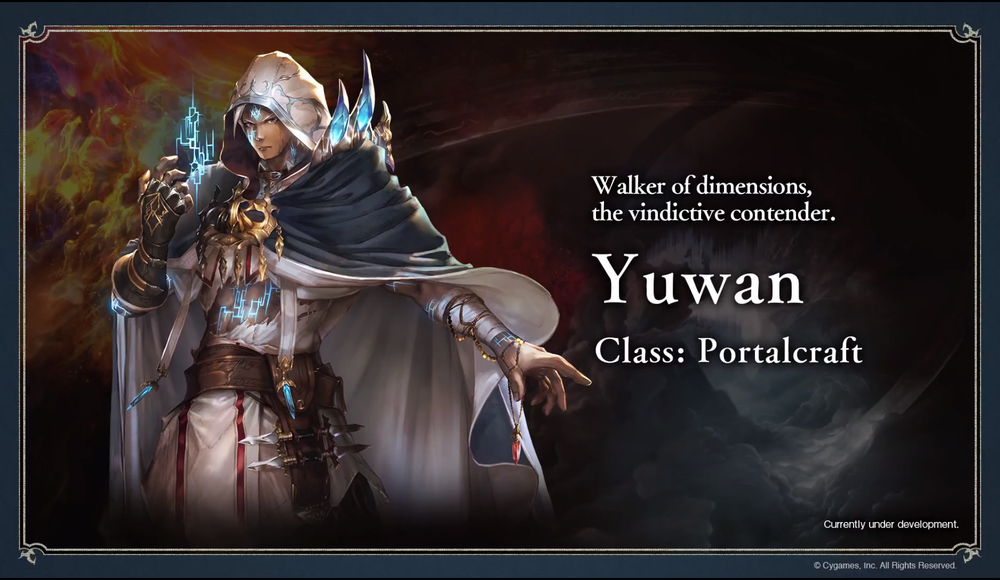 Walker of dimensions,
the vindictive contender.
Yuwan
Class: Portalcraft
Currently under development.
© Cygames, Inc. All Rights Reserved.